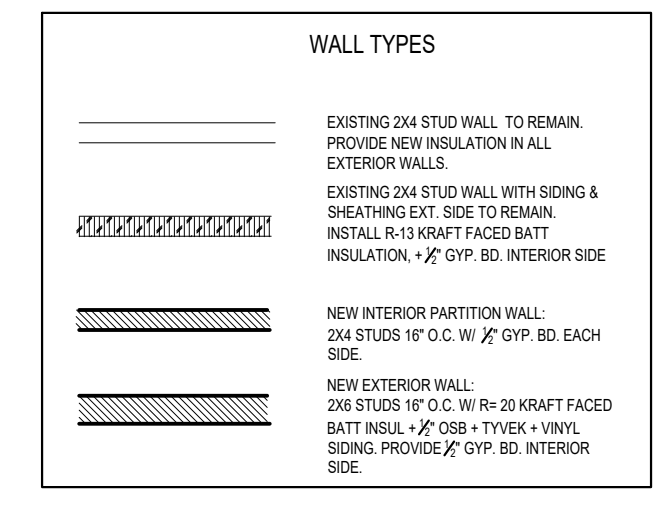 WALL TYPES
EXISTING 2X4 STUD WALL TO REMAIN.
PROVIDE NEW INSULATION IN ALL
EXTERIOR WALLS.
EXISTING 2X4 STUD WALL WITH SIDING &
SHEATHING EXT. SIDE TO REMAIN.
INSTALL R-13 KRAFT FACED BATT
INSULATION, + ½" GYP. BD. INTERIOR SIDE
NEW INTERIOR PARTITION WALL:
2X4 STUDS 16" O.C. W/ ½" GYP. BD. EACH
SIDE.
NEW EXTERIOR WALL:
2X6 STUDS 16" O.C. W/ R= 20 KRAFT FACED
BATT INSUL +½" OSB + TYVEK + VINYL
SIDING. PROVIDE ½" GYP. BD. INTERIOR
SIDE.